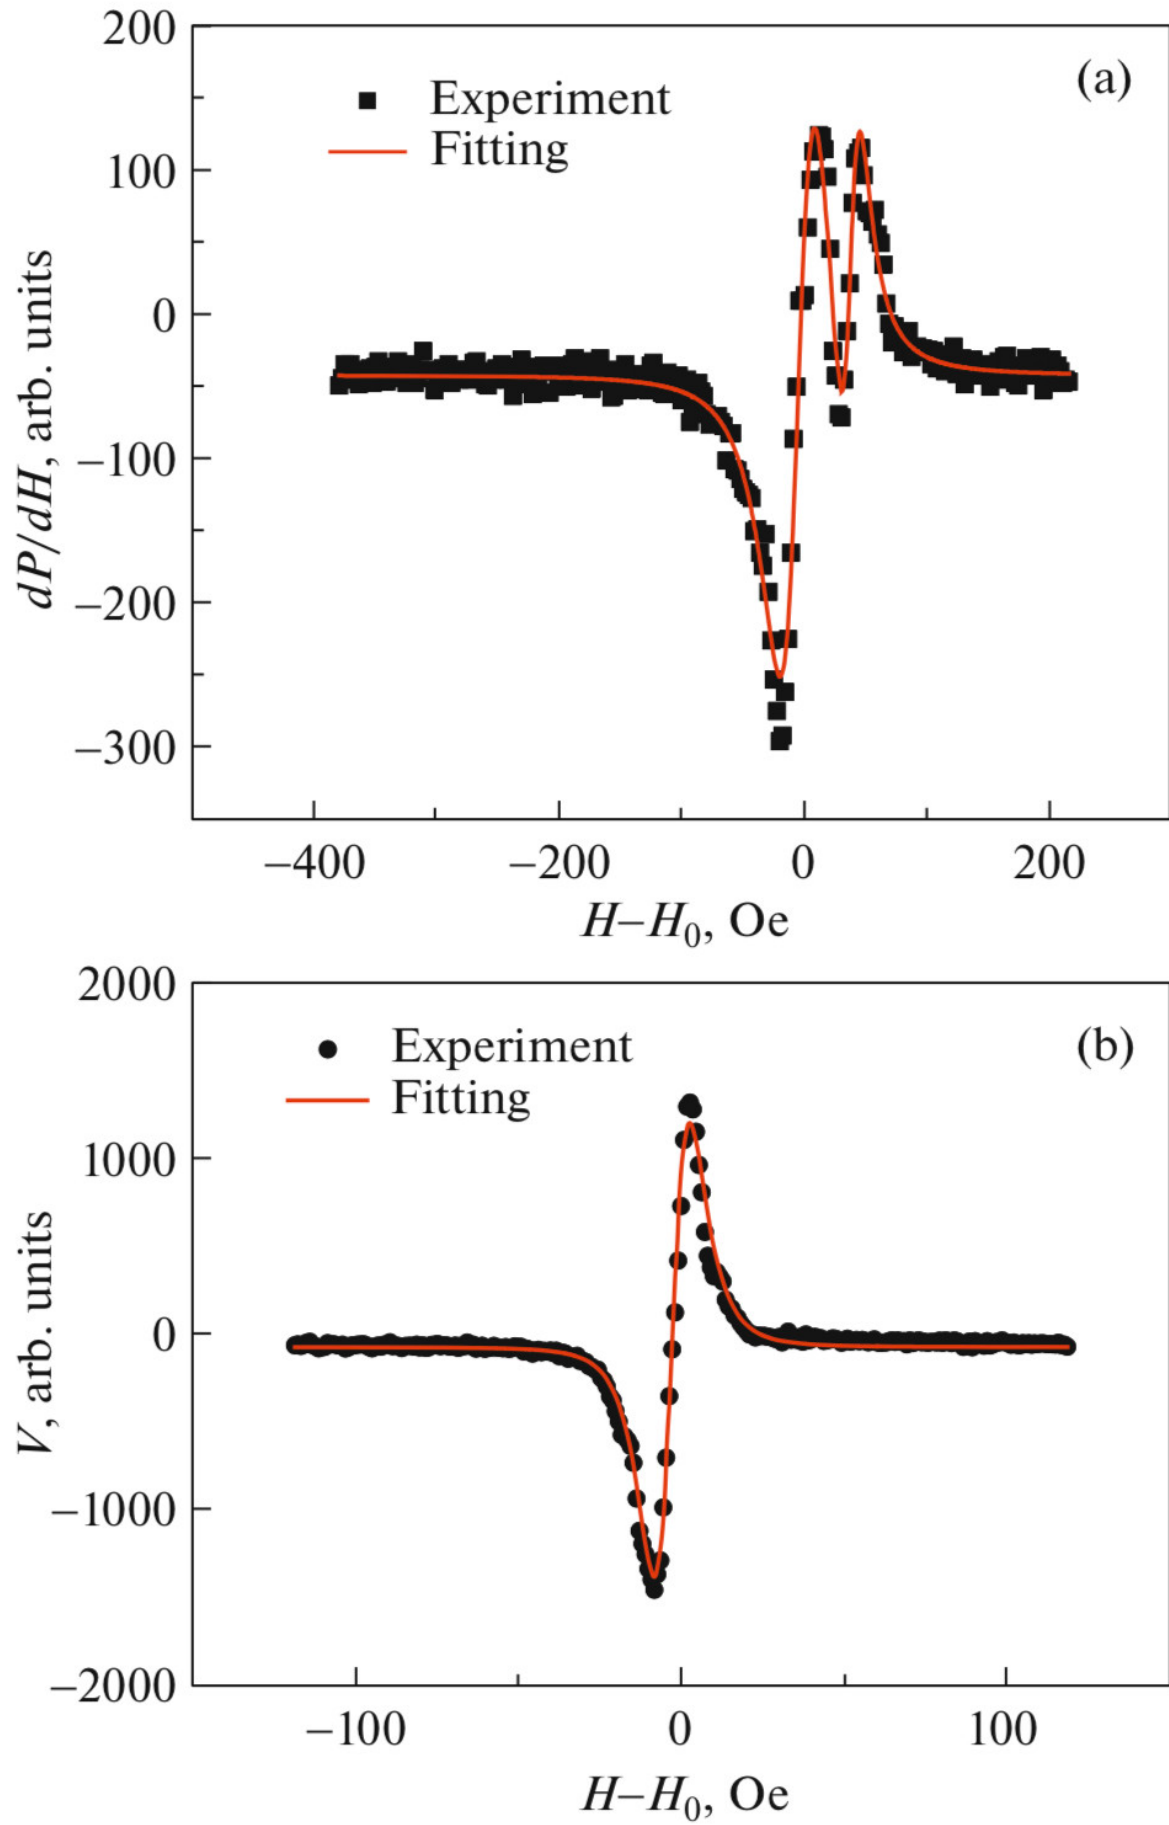 (a)
Experiment
Fitting
200
100
0
−100
−200
−300
dP/dH, arb. units
−400 −200 0 200
H–H₀, Oe
(b)
Experiment
Fitting
2000
1000
0
−1000
−2000
V, arb. units
−100 0 100
H–H₀, Oe